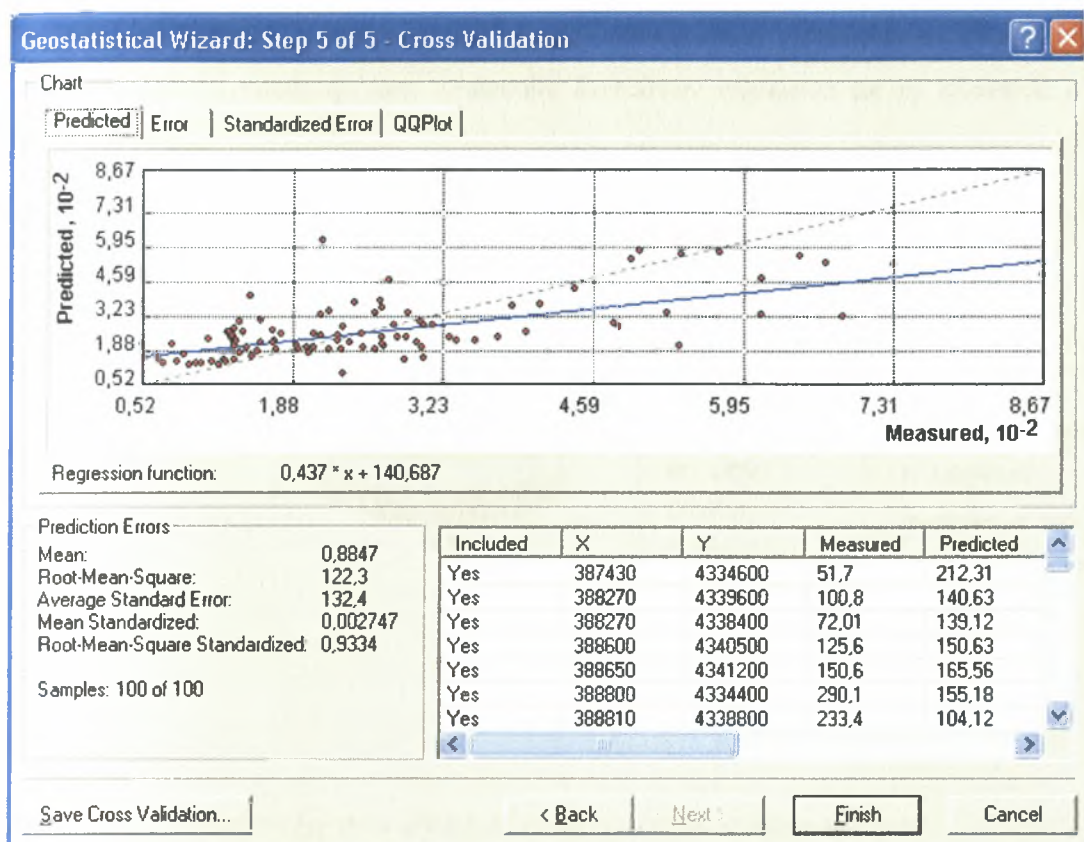 Geostatistical Wizard: Step 5 of 5 - Cross Validation
Chart
Predicted Error Standardized Error QQPlot
Predicted, 10-2
8,67
7,31
5,95
4,59
3,23
1,88
0,52
0,52 1,88 3,23 4,59 5,95 7,31 8,67
Measured, 10-2
Regression function: 0,437 * x + 140,687
Prediction Errors
Mean: 0,8847
Root-Mean-Square: 122,3
Average Standard Error: 132,4
Mean Standardized: 0,002747
Root-Mean-Square Standardized: 0,9334
Samples: 100 of 100
Included X Y Measured Predicted
Yes 387430 4334600 51,7 212,31
Yes 388270 4339600 100,8 140,63
Yes 388270 4338400 72,01 139,12
Yes 388600 4340500 125,6 150,63
Yes 388650 4341200 150,6 165,56
Yes 388800 4334400 290,1 155,18
Yes 388810 4338800 233,4 104,12
Save Cross Validation... < Back Next > Finish Cancel